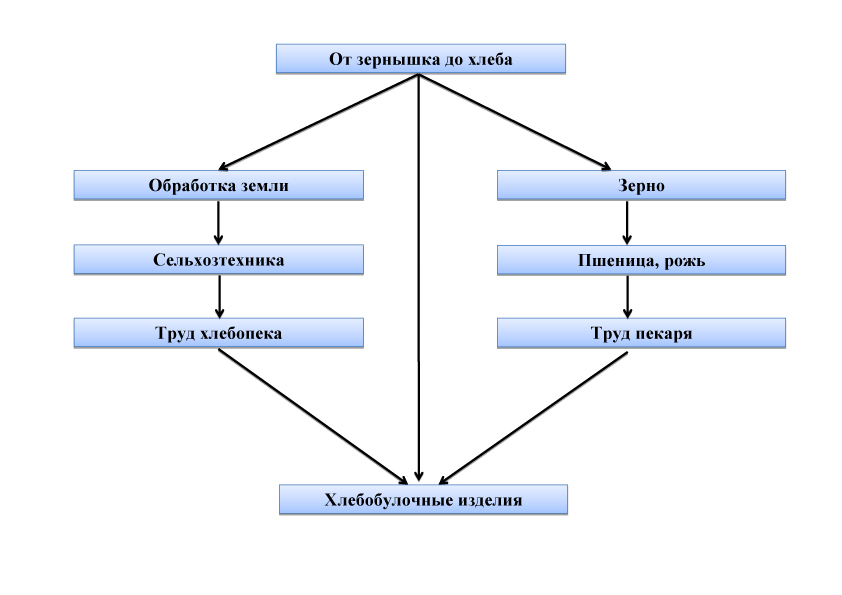 От зернышка до хлеба
Обработка земли
Зерно
Сельхозтехника
Пшеница, рожь
Труд хлебопека
Труд пекаря
Хлебобулочные изделия